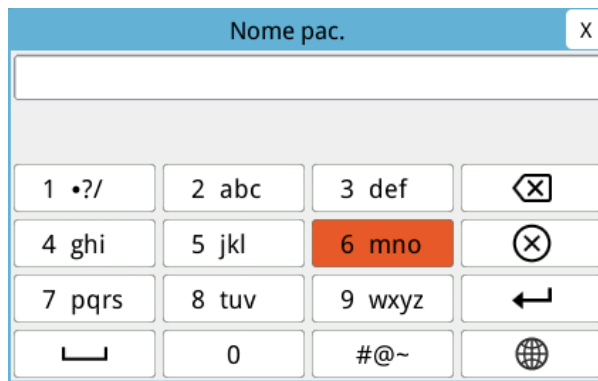 Nome pac.
X
1 •?/ 2 abc 3 def
4 ghi 5 jkl 6 mno
7 pqrs 8 tuv 9 wxyz
0 #@~